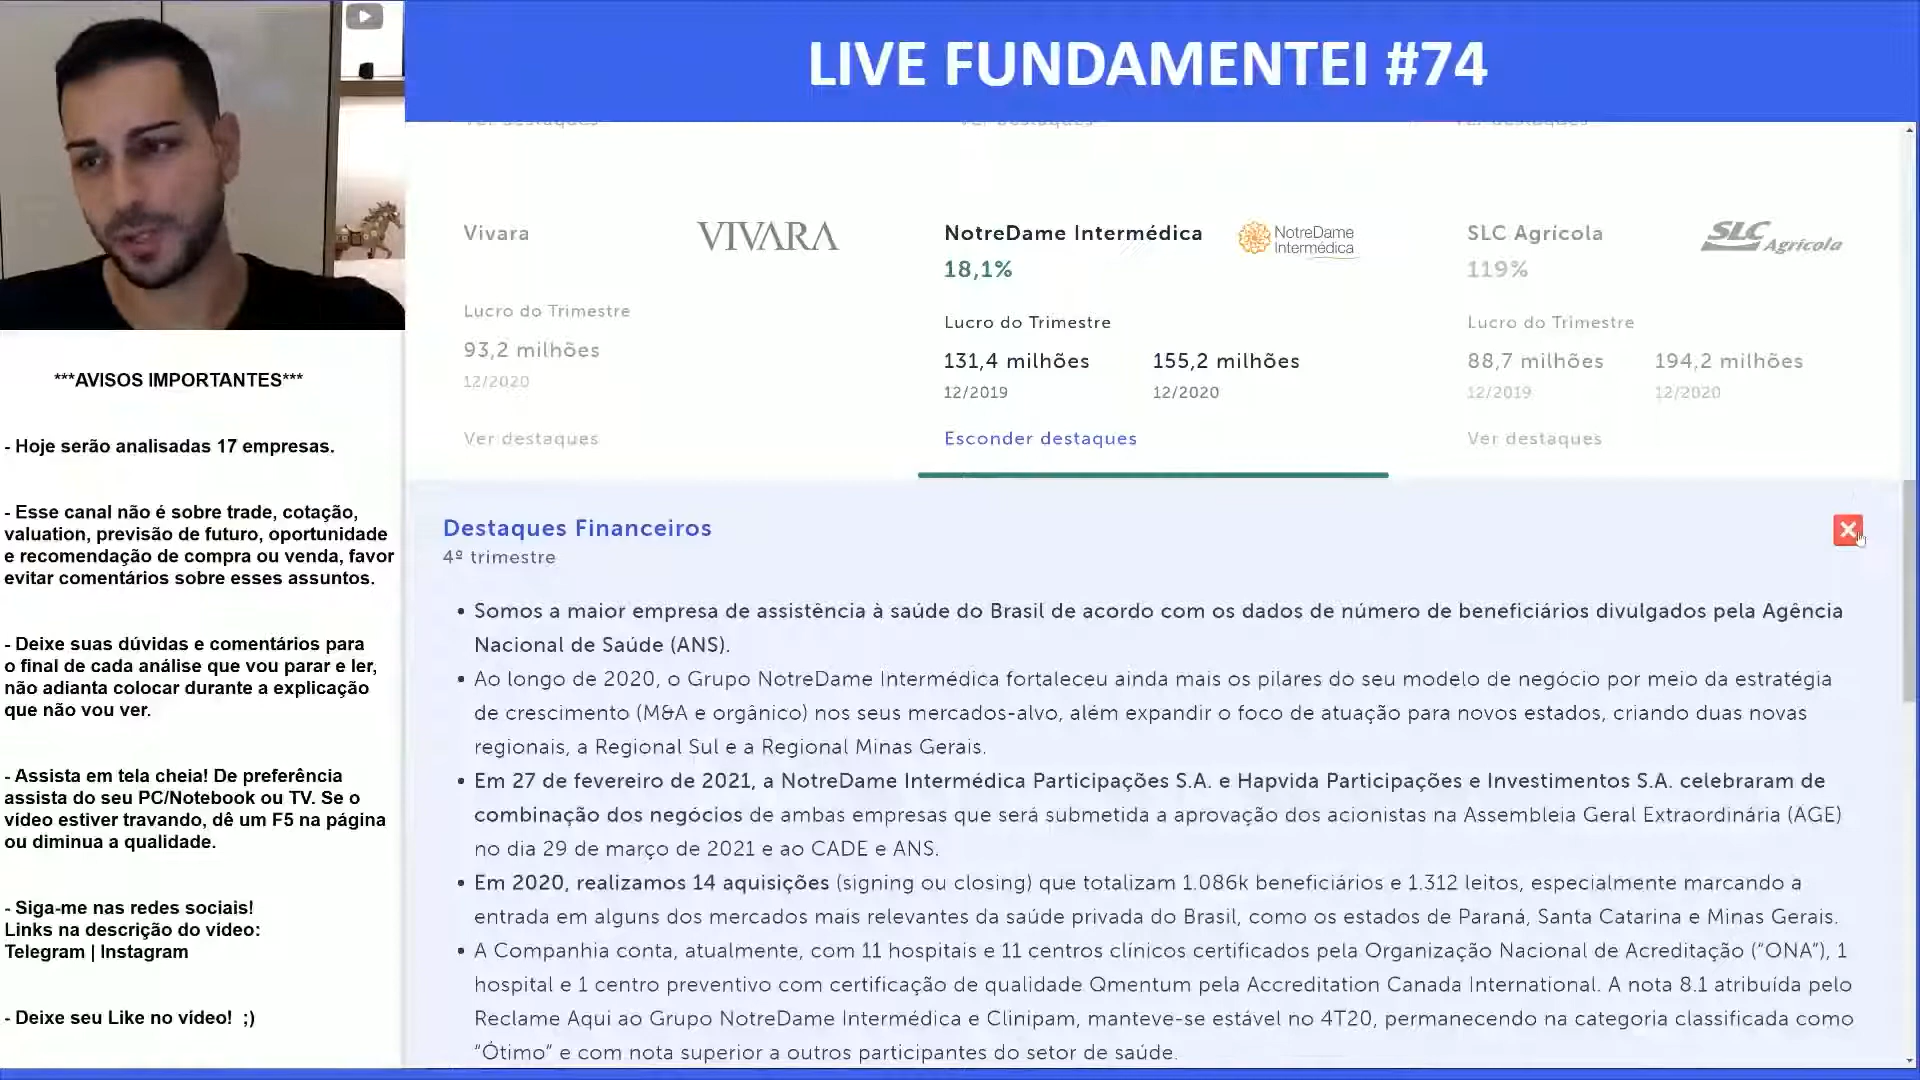 LIVE FUNDAMENTEI #74
Ver destaques
Ver destaques
Ver destaques
Vivara
VIVARA
NotreDame Intermédica
NotreDame
Intermédica
SLC Agrícola
SLC Agrícola
18,1%
119%
Lucro do Trimestre
Lucro do Trimestre
Lucro do Trimestre
93,2 milhões
131,4 milhões
155,2 milhões
88,7 milhões
194,2 milhões
12/2020
12/2019
12/2020
12/2019
12/2020
Ver destaques
Esconder destaques
Ver destaques
***AVISOS IMPORTANTES***
- Hoje serão analisadas 17 empresas.
- Esse canal não é sobre trade, cotação,
valuation, previsão de futuro, oportunidade
e recomendação de compra ou venda, favor
evitar comentários sobre esses assuntos.
- Deixe suas dúvidas e comentários para
o final de cada análise que vou parar e ler,
não adianta colocar durante a explicação
que não vou ver.
- Assista em tela cheia! De preferência
assista do seu PC/Notebook ou TV. Se o
vídeo estiver travando, dê um F5 na página
ou diminua a qualidade.
- Siga-me nas redes sociais!
Links na descrição do vídeo:
Telegram | Instagram
- Deixe seu Like no vídeo!  ;)
Destaques Financeiros
4º trimestre
• Somos a maior empresa de assistência à saúde do Brasil de acordo com os dados de número de beneficiários divulgados pela Agência
Nacional de Saúde (ANS).
• Ao longo de 2020, o Grupo NotreDame Intermédica fortaleceu ainda mais os pilares do seu modelo de negócio por meio da estratégia
de crescimento (M&A e orgânico) nos seus mercados-alvo, além expandir o foco de atuação para novos estados, criando duas novas
regionais, a Regional Sul e a Regional Minas Gerais.
• Em 27 de fevereiro de 2021, a NotreDame Intermédica Participações S.A. e Hapvida Participações e Investimentos S.A. celebraram de
combinação dos negócios de ambas empresas que será submetida a aprovação dos acionistas na Assembleia Geral Extraordinária (AGE)
no dia 29 de março de 2021 e ao CADE e ANS.
• Em 2020, realizamos 14 aquisições (signing ou closing) que totalizam 1.086k beneficiários e 1.312 leitos, especialmente marcando a
entrada em alguns dos mercados mais relevantes da saúde privada do Brasil, como os estados de Paraná, Santa Catarina e Minas Gerais.
• A Companhia conta, atualmente, com 11 hospitais e 11 centros clínicos certificados pela Organização Nacional de Acreditação (“ONA”), 1
hospital e 1 centro preventivo com certificação de qualidade Qmentum pela Accreditation Canada International. A nota 8.1 atribuída pelo
Reclame Aqui ao Grupo NotreDame Intermédica e Clinipam, manteve-se estável no 4T20, permanecendo na categoria classificada como
“Ótimo” e com nota superior a outros participantes do setor de saúde.